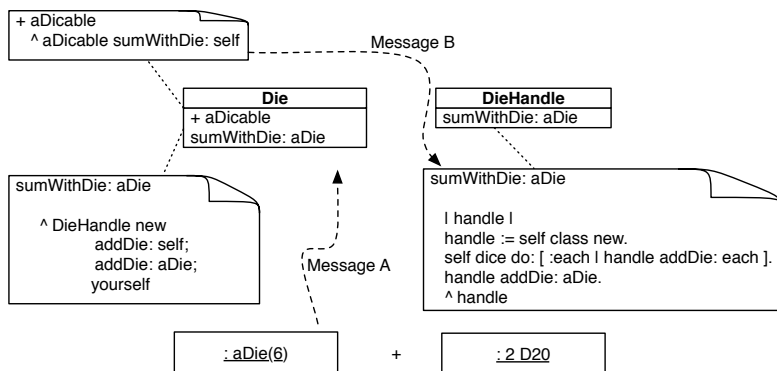 + aDicable
^ aDicable sumWithDie: self
Message B
Die
+ aDicable
sumWithDie: aDie
DieHandle
sumWithDie: aDie
sumWithDie: aDie
^ DieHandle new
addDie: self;
addDie: aDie;
yourself
Message A
sumWithDie: aDie
| handle |
handle := self class new.
self dice do: [ :each | handle addDie: each ].
handle addDie: aDie.
^ handle
: aDie(6)
+
: 2 D20